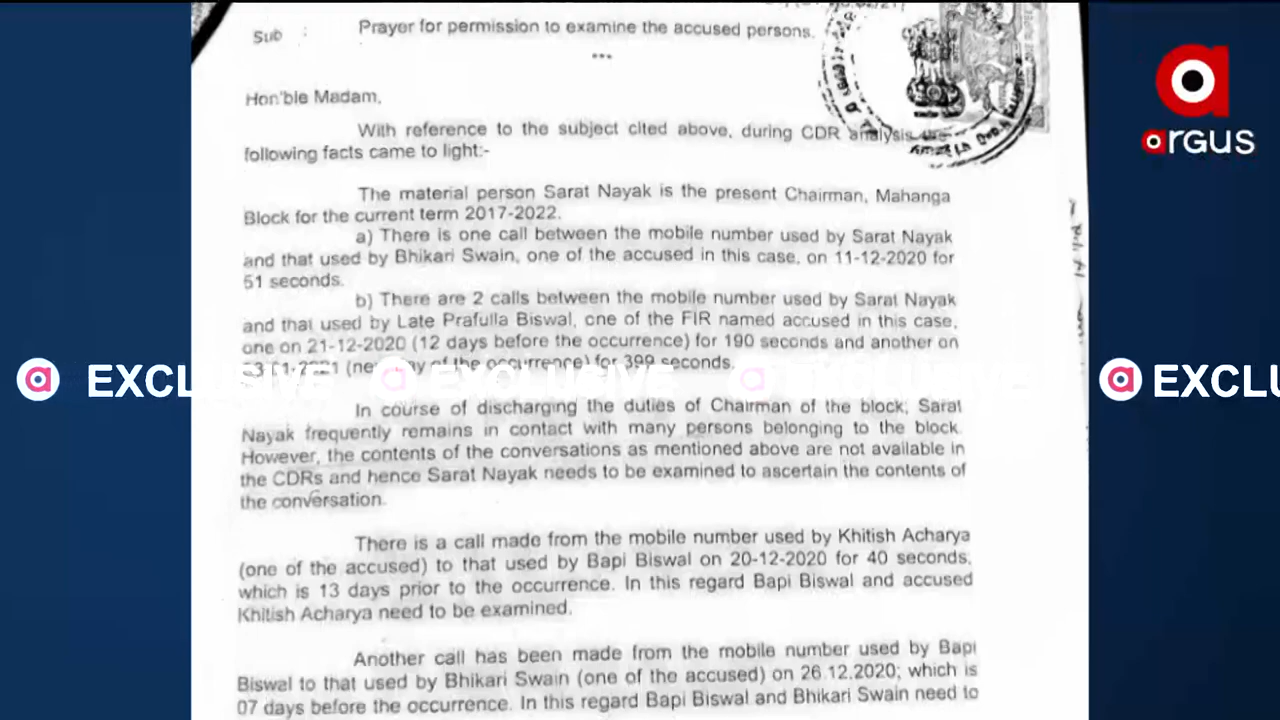 Sub : Prayer for permission to examine the accused persons.
***
Hon'ble Madam,
With reference to the subject cited above, during CDR analysis the
following facts came to light:-
The material person Sarat Nayak is the present Chairman, Mahanga
Block for the current term 2017-2022.
a) There is one call between the mobile number used by Sarat Nayak
and that used by Bhikari Swain, one of the accused in this case, on 11-12-2020 for
51 seconds.
b) There are 2 calls between the mobile number used by Sarat Nayak
and that used by Late Prafulla Biswal, one of the FIR named accused in this case,
one on 21-12-2020 (12 days before the occurrence) for 190 seconds and another on
(next day of the occurrence) for 399 seconds.
In course of discharging the duties of Chairman of the block, Sarat
Nayak frequently remains in contact with many persons belonging to the block.
However, the contents of the conversations as mentioned above are not available in
the CDRs and hence Sarat Nayak needs to be examined to ascertain the contents of
the conversation.
There is a call made from the mobile number used by Khitish Acharya
(one of the accused) to that used by Bapi Biswal on 20-12-2020 for 40 seconds,
which is 13 days prior to the occurrence. In this regard Bapi Biswal and accused
Khitish Acharya need to be examined.
Another call has been made from the mobile number used by Bapi
Biswal to that used by Bhikari Swain (one of the accused) on 26.12.2020; which is
07 days before the occurrence. In this regard Bapi Biswal and Bhikari Swain need to
argus
EXCLUSIVE
EXCLUSIVE
EXCLU